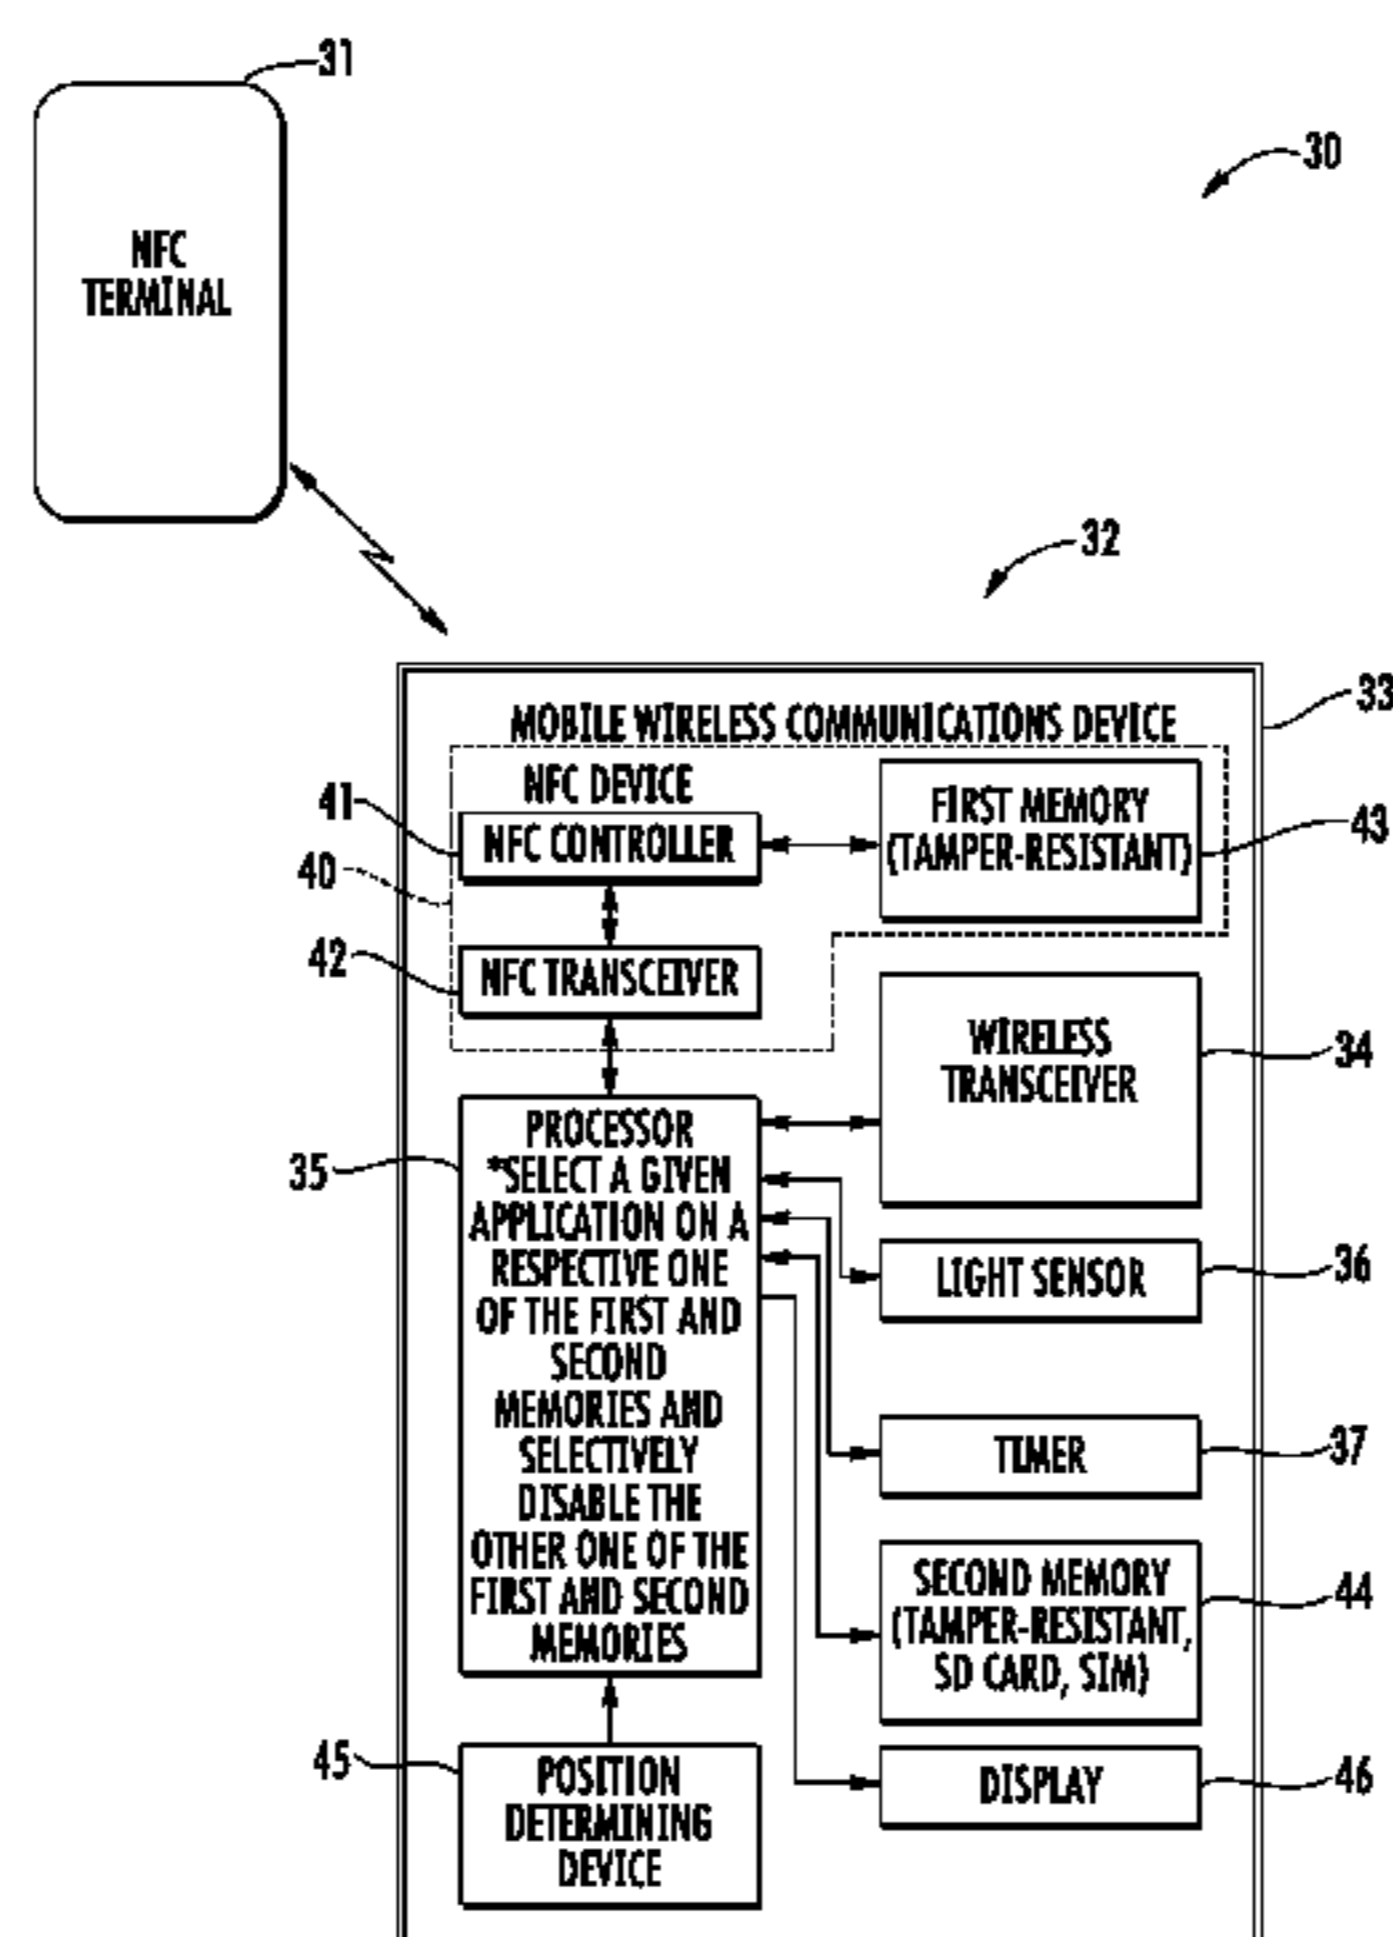 31
30
NFC
TERMINAL
32
33
MOBILE WIRELESS COMMUNICATIONS DEVICE
NFC DEVICE
41
NFC CONTROLLER
FIRST MEMORY
(TAMPER-RESISTANT)
43
40
42
NFC TRANSCEIVER
WIRELESS
TRANSCEIVER
34
35
PROCESSOR
*SELECT A GIVEN
APPLICATION ON A
RESPECTIVE ONE
OF THE FIRST AND
SECOND
MEMORIES AND
SELECTIVELY
DISABLE THE
OTHER ONE OF THE
FIRST AND SECOND
MEMORIES
LIGHT SENSOR
36
TIMER
37
SECOND MEMORY
(TAMPER-RESISTANT,
SD CARD, SIM)
44
45
POSITION
DETERMINING
DEVICE
DISPLAY
46